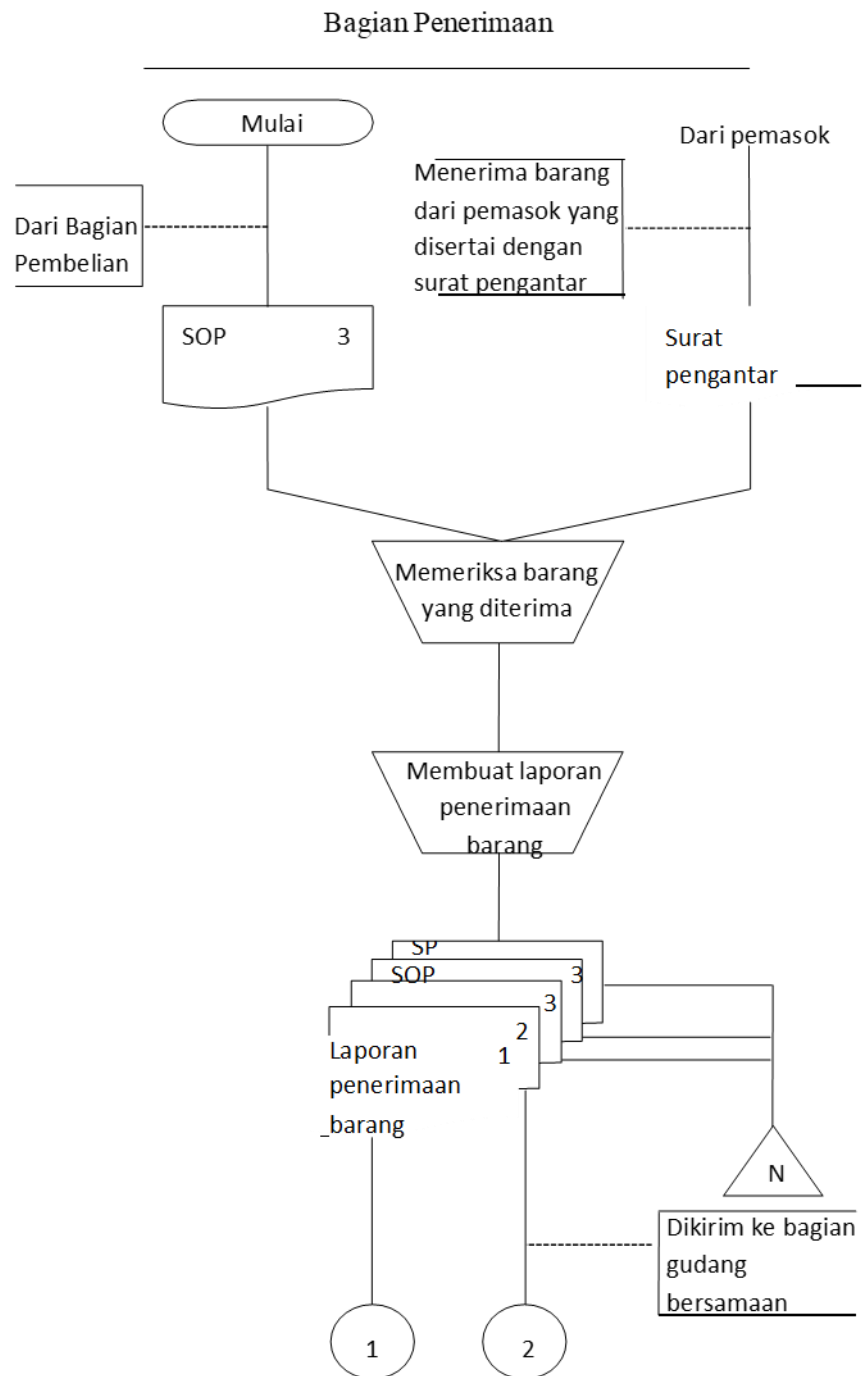 Bagian Penerimaan
Mulai
Dari pemasok
Dari Bagian
Pembelian
Menerima barang
dari pemasok yang
disertai dengan
surat pengantar
SOP 3
Surat
pengantar
Memeriksa barang
yang diterima
Membuat laporan
penerimaan
barang
SP
SOP 3
3
2
Laporan 1
penerimaan
barang
N
Dikirim ke bagian
gudang
bersamaan
1
2